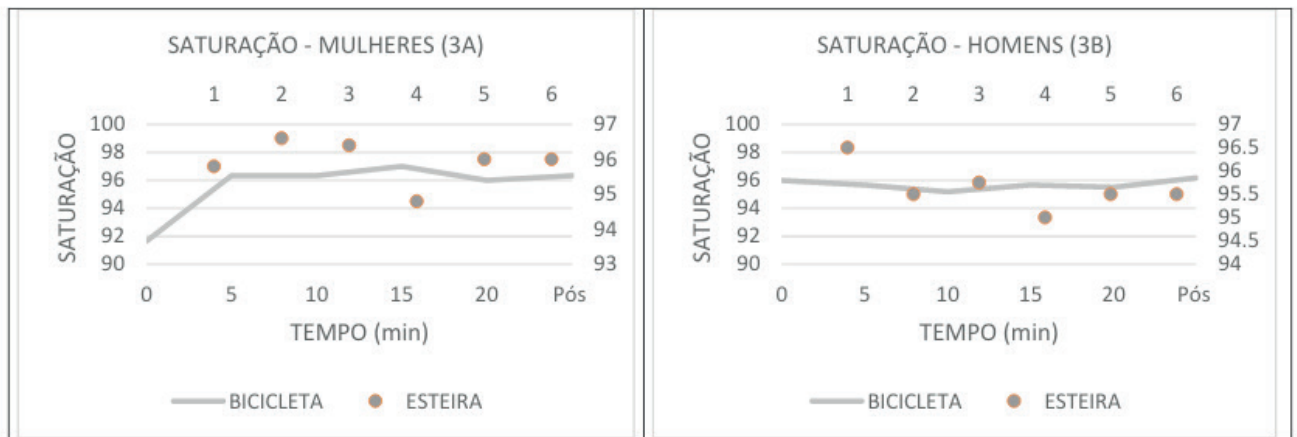 SATURAÇÃO - MULHERES (3A)
1 2 3 4 5 6
100 97
98
96
96
95
94
94
92
90 93
SATURAÇÃO
0 5 10 15 20 Pós
TEMPO (min)
BICICLETA ESTEIRA
SATURAÇÃO - HOMENS (3B)
1 2 3 4 5 6
100 97
98 96.5
96
96
95.5
94 95
92 94.5
90 94
SATURAÇÃO
0 5 10 15 20 Pós
TEMPO (min)
BICICLETA ESTEIRA